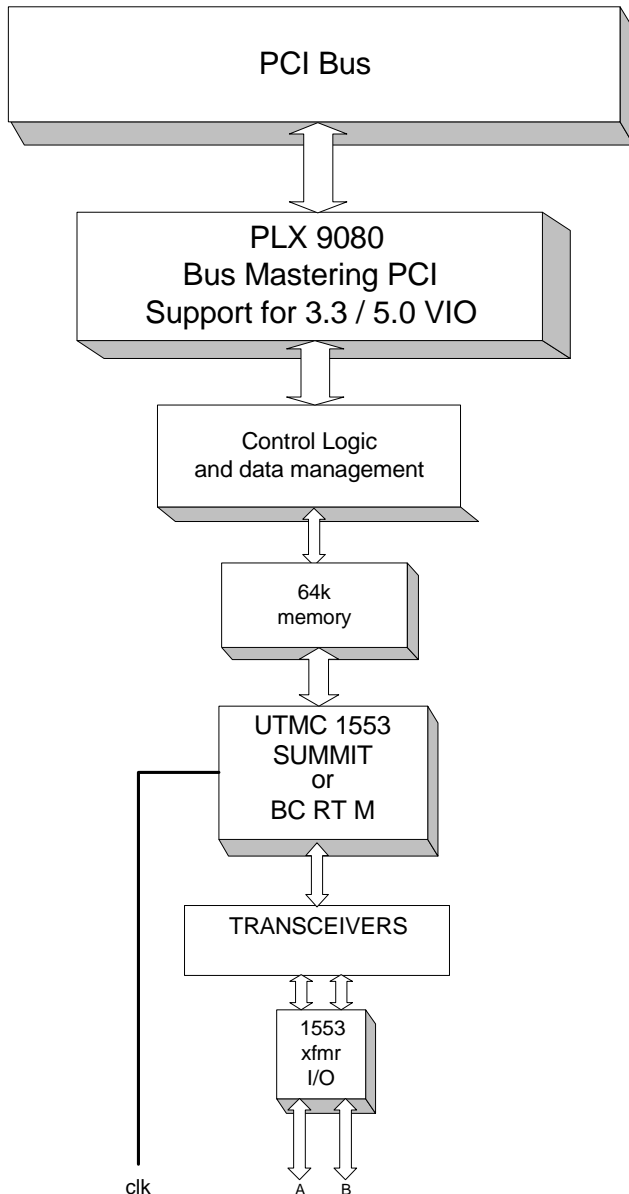 PCI Bus
PLX 9080
Bus Mastering PCI
Support for 3.3 / 5.0 VIO
Control Logic
and data management
64k
memory
UTMC 1553
SUMMIT
or
BC RT M
TRANSCEIVERS
1553
xfmr
I/O
clk
A
B